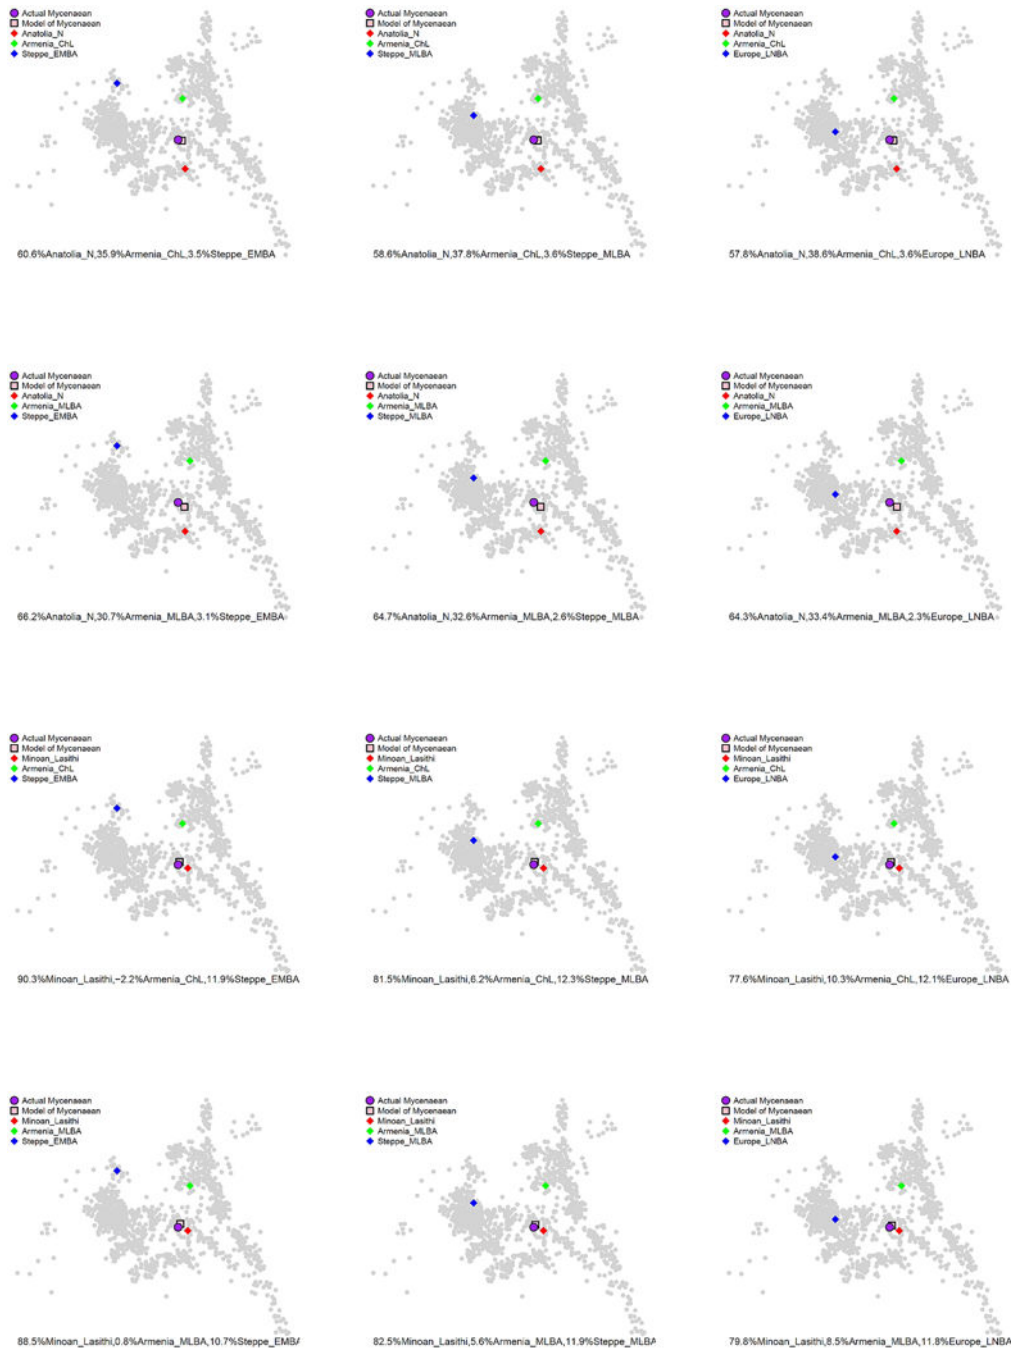 Actual Mycenaean
Model of Mycenaean
Anatolia_N
Armenia_ChL
Steppe_EMBA
60.6%Anatolia_N,35.9%Armenia_ChL,3.5%Steppe_EMBA
Actual Mycenaean
Model of Mycenaean
Anatolia_N
Armenia_ChL
Steppe_MLBA
58.6%Anatolia_N,37.8%Armenia_ChL,3.6%Steppe_MLBA
Actual Mycenaean
Model of Mycenaean
Anatolia_N
Armenia_ChL
Europe_LNBA
57.8%Anatolia_N,38.6%Armenia_ChL,3.6%Europe_LNBA
Actual Mycenaean
Model of Mycenaean
Anatolia_N
Armenia_MLBA
Steppe_EMBA
66.2%Anatolia_N,30.7%Armenia_MLBA,3.1%Steppe_EMBA
Actual Mycenaean
Model of Mycenaean
Anatolia_N
Armenia_MLBA
Steppe_MLBA
64.7%Anatolia_N,32.6%Armenia_MLBA,2.6%Steppe_MLBA
Actual Mycenaean
Model of Mycenaean
Anatolia_N
Armenia_MLBA
Europe_LNBA
64.3%Anatolia_N,33.4%Armenia_MLBA,2.3%Europe_LNBA
Actual Mycenaean
Model of Mycenaean
Minoan_Lasithi
Armenia_ChL
Steppe_EMBA
90.3%Minoan_Lasithi,−2.2%Armenia_ChL,11.9%Steppe_EMBA
Actual Mycenaean
Model of Mycenaean
Minoan_Lasithi
Armenia_ChL
Steppe_MLBA
81.5%Minoan_Lasithi,6.2%Armenia_ChL,12.3%Steppe_MLBA
Actual Mycenaean
Model of Mycenaean
Minoan_Lasithi
Armenia_ChL
Europe_LNBA
77.6%Minoan_Lasithi,10.3%Armenia_ChL,12.1%Europe_LNBA
Actual Mycenaean
Model of Mycenaean
Minoan_Lasithi
Armenia_MLBA
Steppe_EMBA
88.5%Minoan_Lasithi,0.8%Armenia_MLBA,10.7%Steppe_EMBA
Actual Mycenaean
Model of Mycenaean
Minoan_Lasithi
Armenia_MLBA
Steppe_MLBA
82.5%Minoan_Lasithi,5.6%Armenia_MLBA,11.9%Steppe_MLBA
Actual Mycenaean
Model of Mycenaean
Minoan_Lasithi
Armenia_MLBA
Europe_LNBA
79.8%Minoan_Lasithi,8.5%Armenia_MLBA,11.8%Europe_LNBA